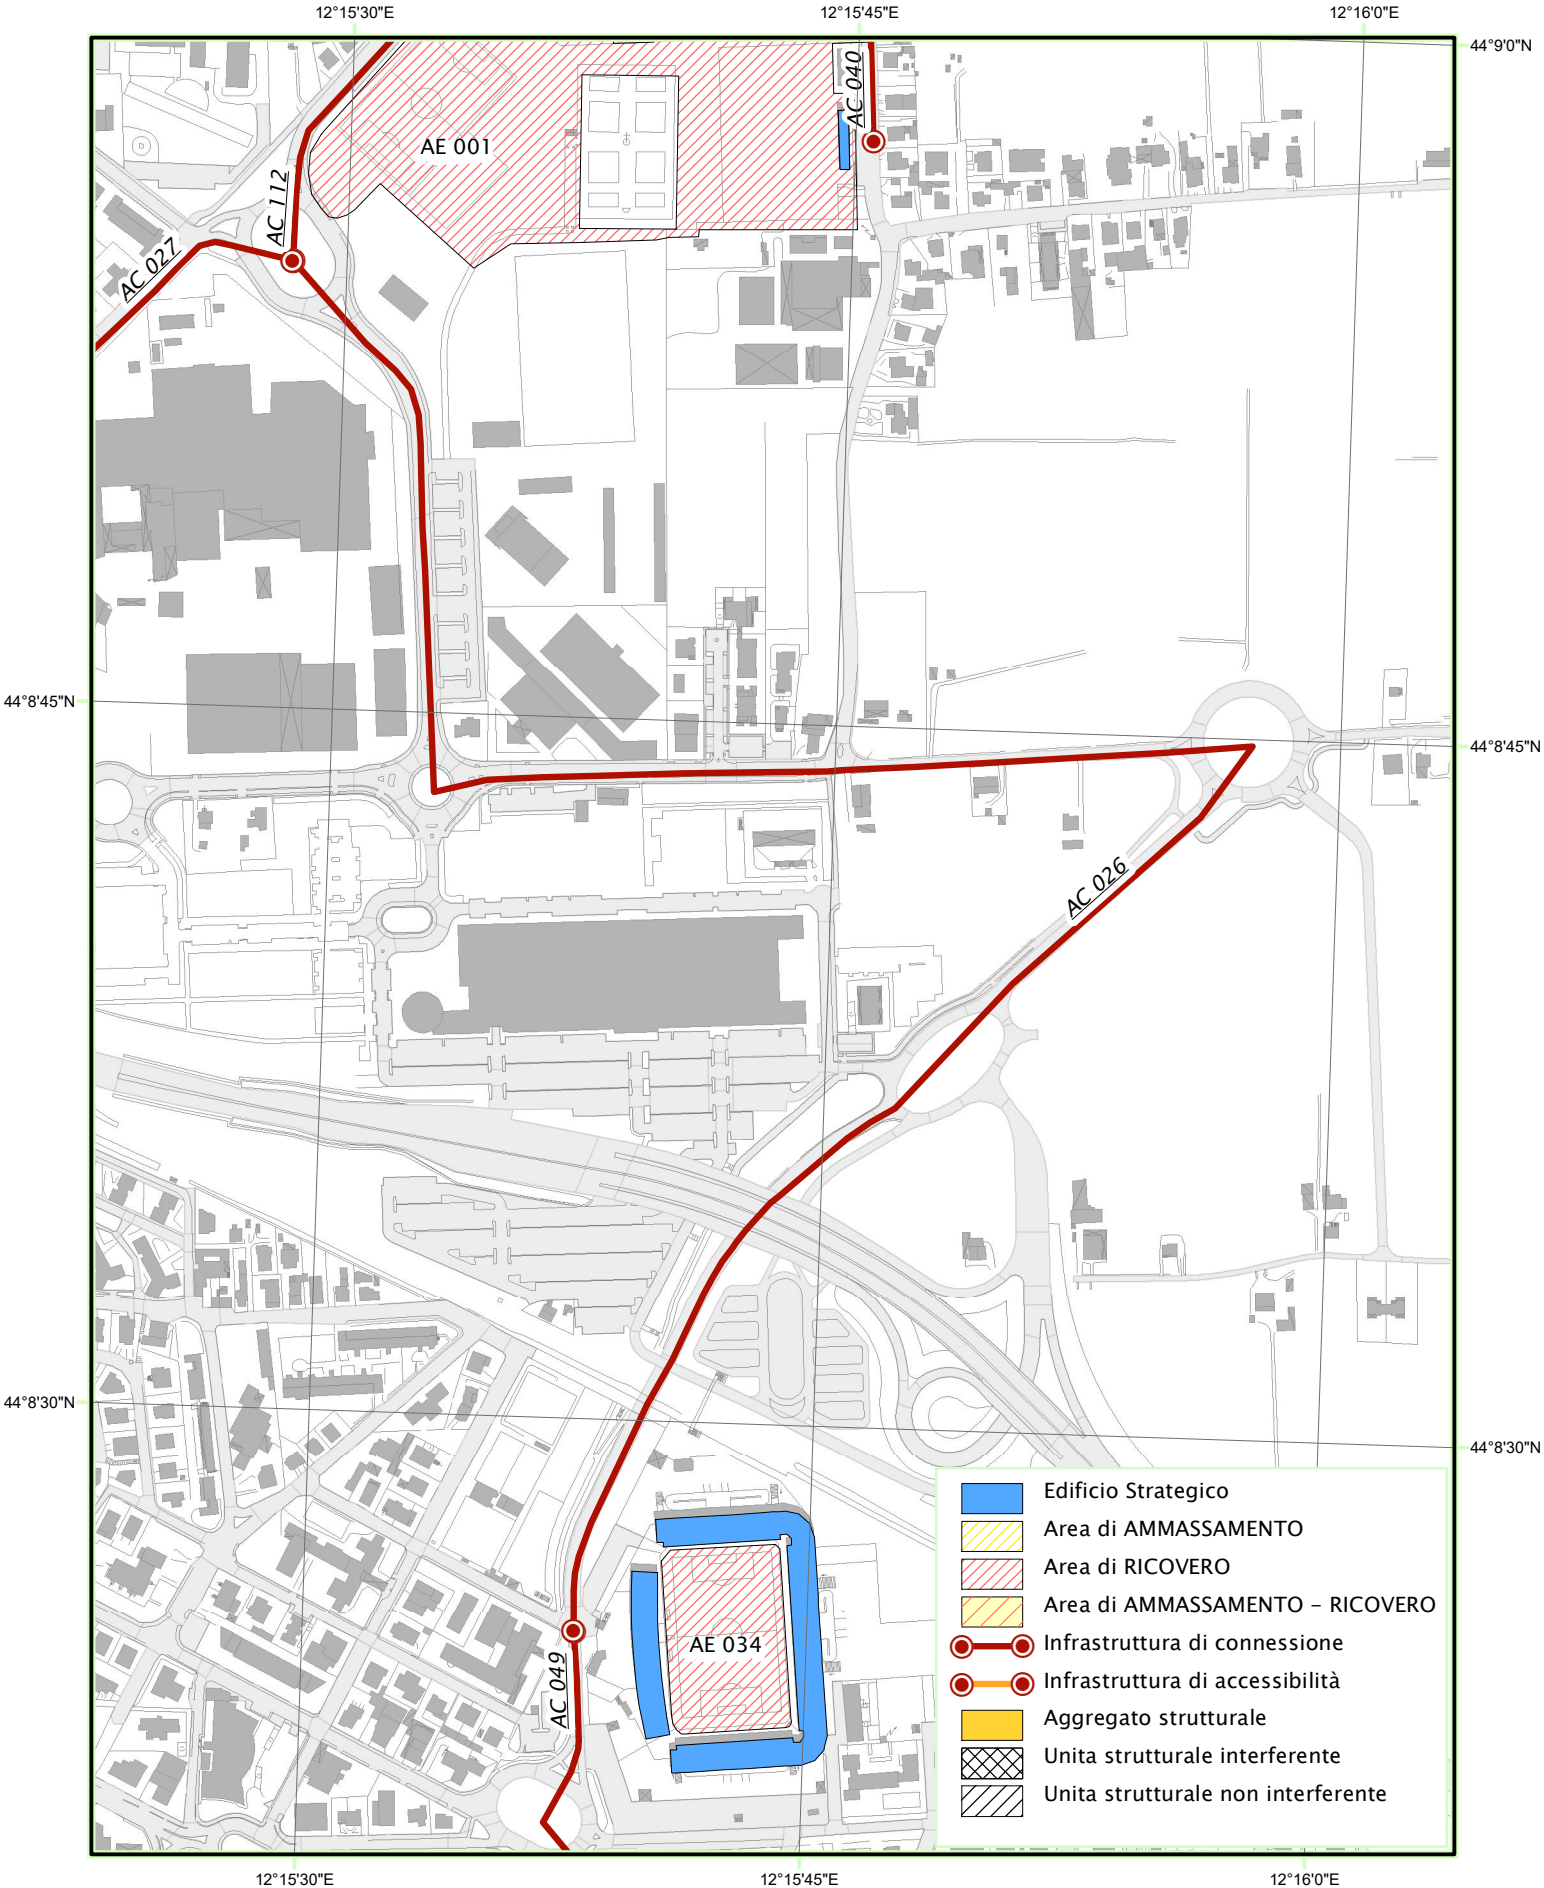 12°15'30"E
12°15'45"E
12°16'0"E
44°9'0"N
AC 040
AE 001
AC 112
AC 027
44°8'45"N
44°8'45"N
AC 026
44°8'30"N
44°8'30"N
Edificio Strategico
Area di AMMASSAMENTO
Area di RICOVERO
Area di AMMASSAMENTO - RICOVERO
Infrastruttura di connessione
AE 034
Infrastruttura di accessibilità
AC 049
Aggregato strutturale
Unita strutturale interferente
Unita strutturale non interferente
12°15'30"E
12°15'45"E
12°16'0"E